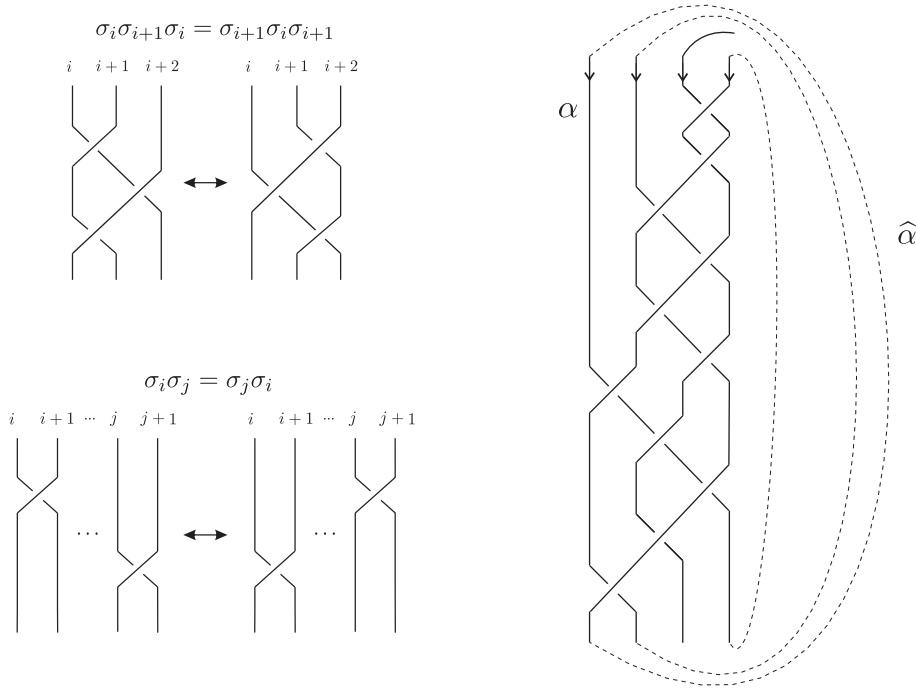 σ_iσ_{i+1}σ_i = σ_{i+1}σ_iσ_{i+1}
i i + 1 i + 2 i i + 1 i + 2
σ_iσ_j = σ_jσ_i
i i + 1 ··· j j + 1 i i + 1 ··· j j + 1
··· ···
α
α̂